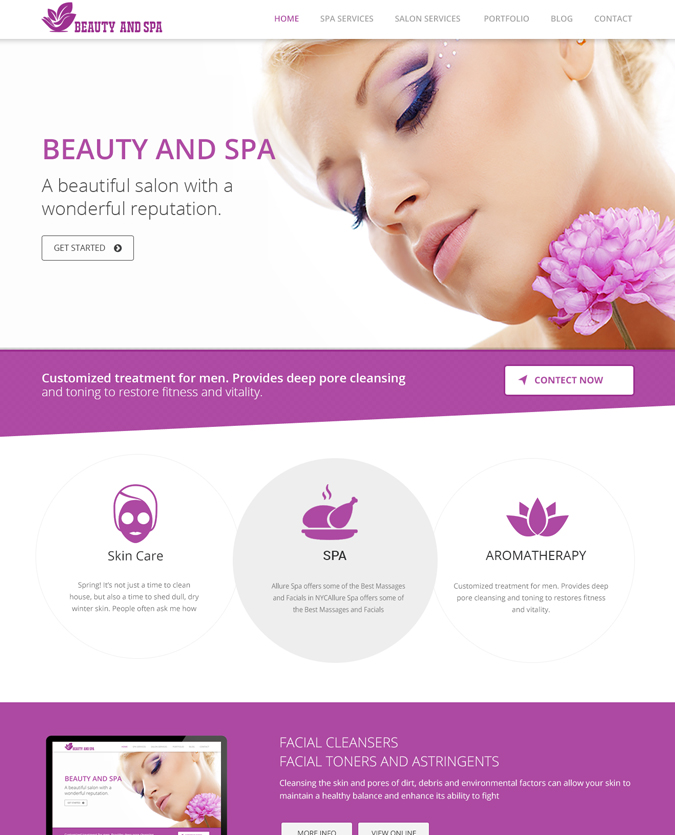 BEAUTY AND SPA
HOME SPA SERVICES SALON SERVICES PORTFOLIO BLOG CONTACT
BEAUTY AND SPA
A beautiful salon with a
wonderful reputation.
GET STARTED
Customized treatment for men. Provides deep pore cleansing
and toning to restore fitness and vitality.
CONTECT NOW
Skin Care
Spring! It's not just a time to clean
house, but also a time to shed dull, dry
winter skin. People often ask me how
SPA
Allure Spa offers some of the Best Massages
and Facials in NYCAllure Spa offers some of
the Best Massages and Facials
AROMATHERAPY
Customized treatment for men. Provides deep
pore cleansing and toning to restores fitness
and vitality.
BEAUTY AND SPA
BEAUTY AND SPA
A beautiful salon with a
wonderful reputation.
FACIAL CLEANSERS
FACIAL TONERS AND ASTRINGENTS
Cleansing the skin and pores of dirt, debris and environmental factors can allow your skin to
maintain a healthy balance and enhance its ability to fight
MORE INFO
VIEW ONLINE